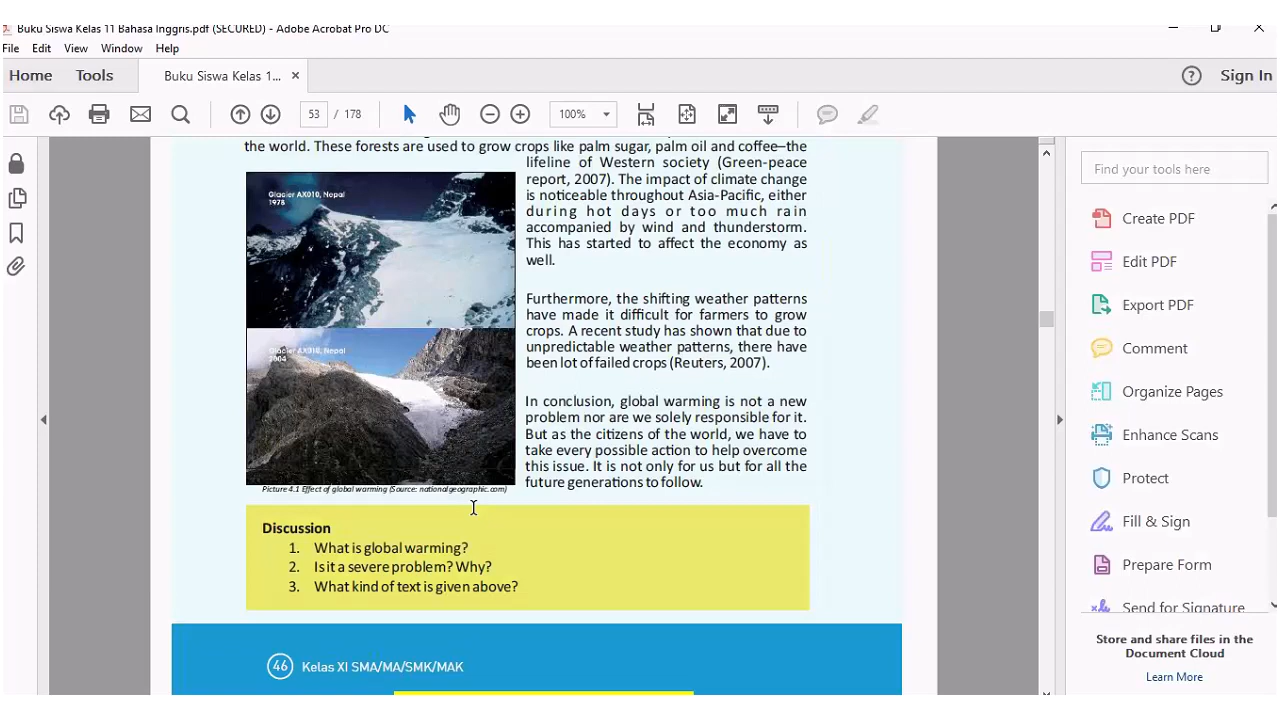 Buku Siswa Kelas 11 Bahasa Inggris.pdf (SECURED) - Adobe Acrobat Pro DC
File Edit View Window Help
Home Tools Buku Siswa Kelas 1... × Sign In
53 / 178 100%
the world. These forests are used to grow crops like palm sugar, palm oil and coffee–the
lifeline of Western society (Green-peace
report, 2007). The impact of climate change
is noticeable throughout Asia-Pacific, either
during hot days or too much rain
accompanied by wind and thunderstorm.
This has started to affect the economy as
well.
Glacier AX010, Nepal
1978
Furthermore, the shifting weather patterns
have made it difficult for farmers to grow
crops. A recent study has shown that due to
unpredictable weather patterns, there have
been lot of failed crops (Reuters, 2007).
Glacier AX010, Nepal
2004
In conclusion, global warming is not a new
problem nor are we solely responsible for it.
But as the citizens of the world, we have to
take every possible action to help overcome
this issue. It is not only for us but for all the
future generations to follow.
Picture 4.1 Effect of global warming (Source: nationalgeographic.com)
Discussion
1. What is global warming?
2. Is it a severe problem? Why?
3. What kind of text is given above?
46 Kelas XI SMA/MA/SMK/MAK
Find your tools here
Create PDF
Edit PDF
Export PDF
Comment
Organize Pages
Enhance Scans
Protect
Fill & Sign
Prepare Form
Send for Signature
Store and share files in the
Document Cloud
Learn More